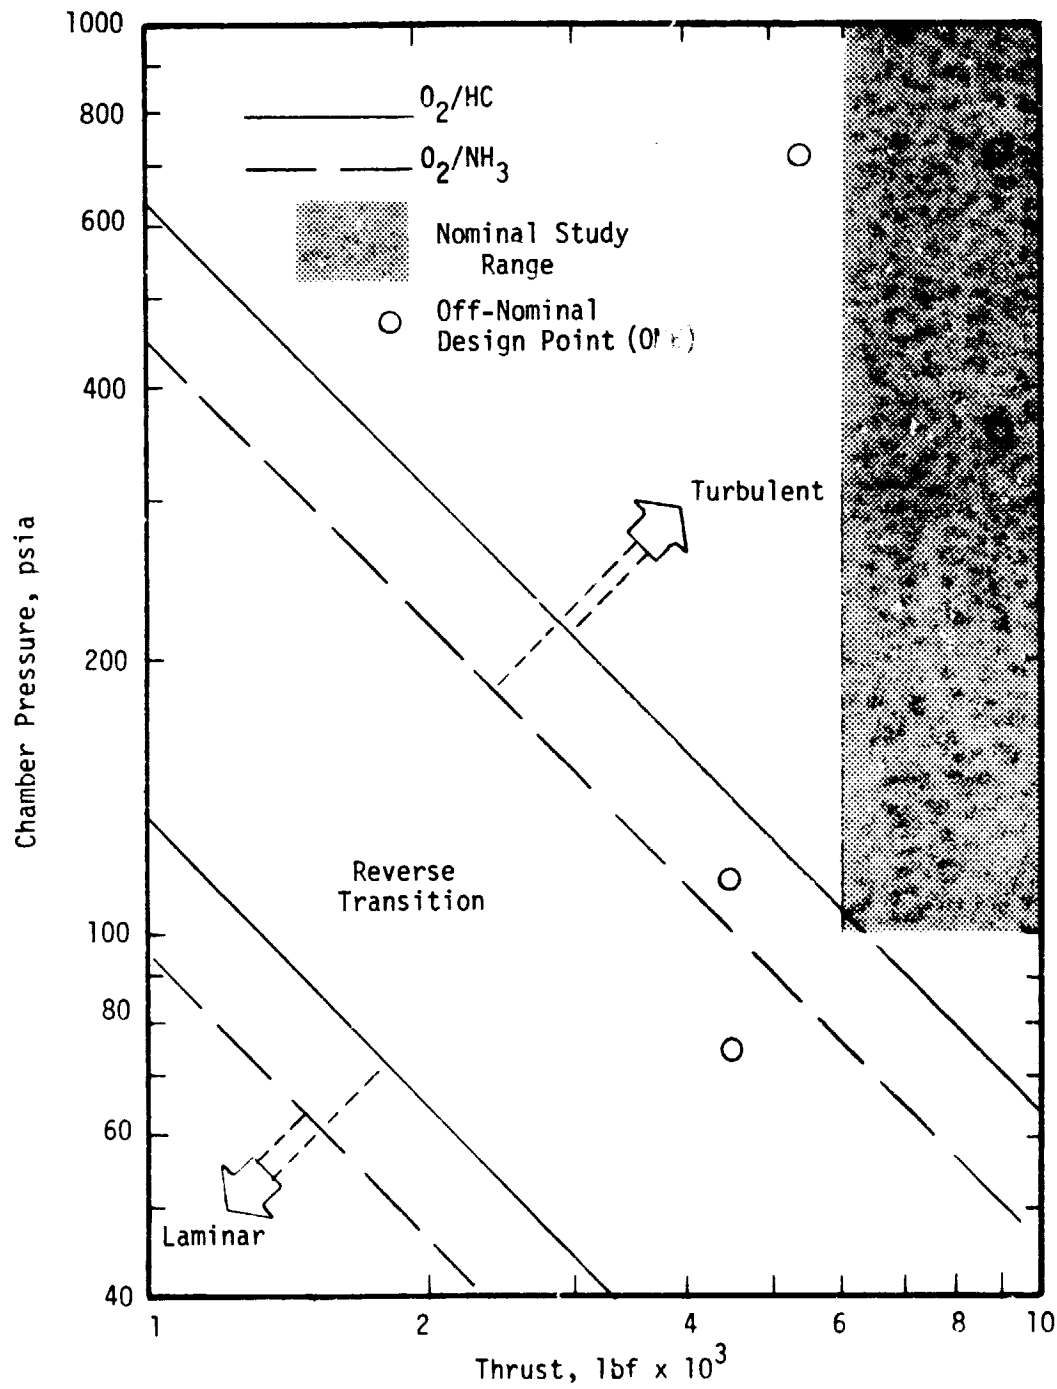 1000
800
600
400
200
100
80
60
40
Chamber Pressure, psia
O2/HC
O2/NH3
Nominal Study
Range
Off-Nominal
Design Point
Turbulent
Reverse
Transition
Laminar
1 2 4 6 8 10
Thrust, lbf x 10^3